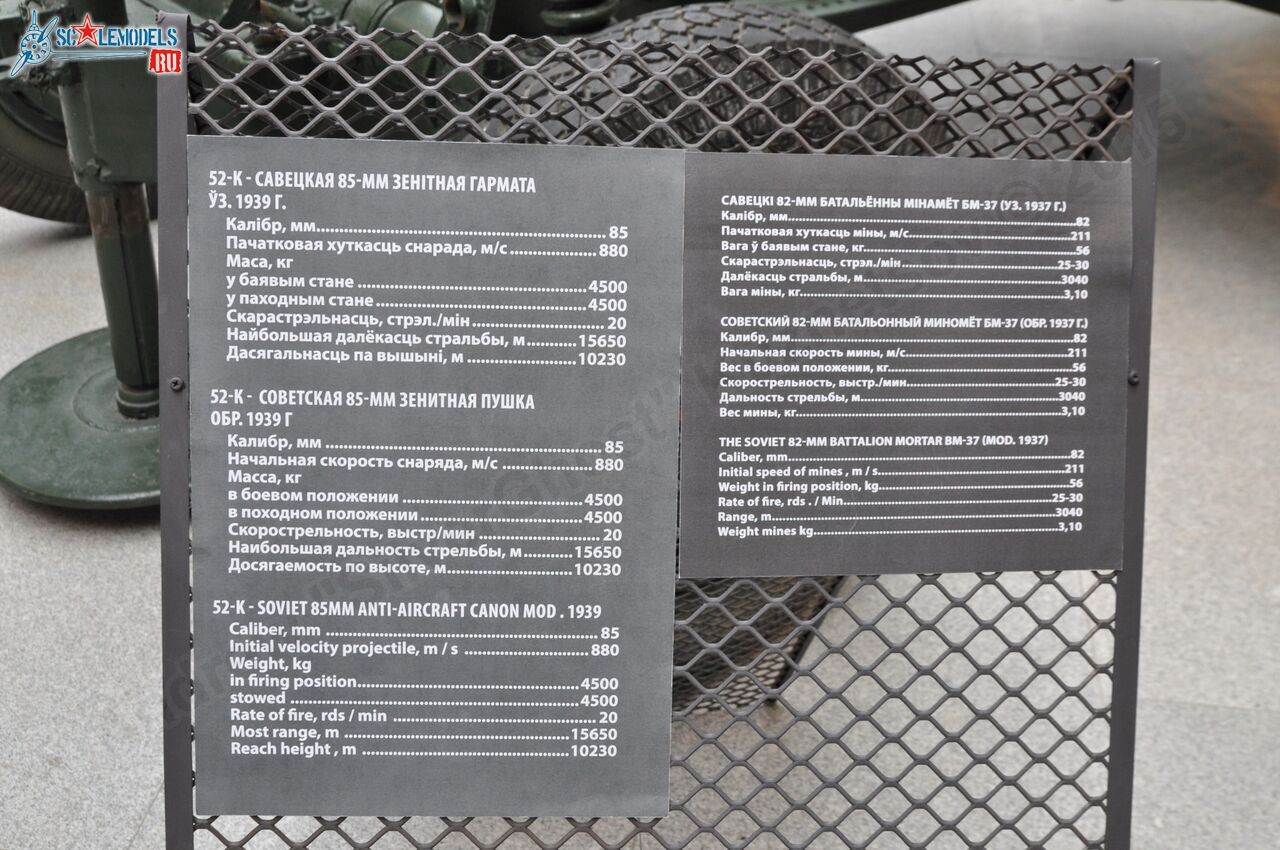 SCALEMODELS
.RU
52-К - САВЕЦКАЯ 85-ММ ЗЕНІТНАЯ ГАРМАТА
ЎЗ. 1939 Г.
Калібр, мм........................................................85
Пачатковая хуткасць снарада, м/с..................880
Маса, кг
у баявым стане ................................................4500
у паходным стане............................................4500
Скарастрэльнасць, стрэл./мін.......................... 20
Найбольшая далёкасць стральбы, м...........15650
Дасягальнасць па вышыні, м .......................10230
52-К - СОВЕТСКАЯ 85-ММ ЗЕНИТНАЯ ПУШКА
ОБР. 1939 Г
Калибр, мм ....................................................... 85
Начальная скорость снаряда, м/с ....................... 880
Масса, кг
в боевом положении ......................................4500
в походном положении...................................4500
Скорострельность, выстр/мин ......................... 20
Наибольшая дальность стрельбы, м..........15650
Досягаемость по высоте, м..........................10230
52-K - SOVIET 85MM ANTI-AIRCRAFT CANON MOD . 1939
Caliber, mm ....................................................... 85
Initial velocity projectile, m / s ......................... 880
Weight, kg
in firing position.............................................4500
stowed ..........................................................4500
Rate of fire, rds / min ......................................... 20
Most range, m ..............................................15650
Reach height , m ..........................................10230
САВЕЦКІ 82-ММ БАТАЛЬЁННЫ МІНАМЁТ БМ-37 (УЗ. 1937 Г.)
Калібр, мм....................................................................82
Пачатковая хуткасць міны, м/с.......................................211
Вага ў баявым стане, кг.................................................56
Скарастрэльнасць, стрэл./мін....................................25-30
Далёкасць стральбы, м................................................3040
Вага міны, кг................................................................3,10
СОВЕТСКИЙ 82-ММ БАТАЛЬОННЫЙ МИНОМЁТ БМ-37 (ОБР. 1937 Г.)
Калибр, мм....................................................................82
Начальная скорость мины, м/с.......................................211
Вес в боевом положении, кг............................................56
Скорострельность, выстр./мин....................................25-30
Дальность стрельбы, м................................................3040
Вес мины, кг.................................................................3,10
THE SOVIET 82-MM BATTALION MORTAR BM-37 (MOD. 1937)
Caliber, mm...................................................................82
Initial speed of mines , m / s............................................211
Weight in firing position, kg..............................................56
Rate of fire, rds . / Min................................................25-30
Range, m.....................................................................3040
Weight mines kg............................................................3,10